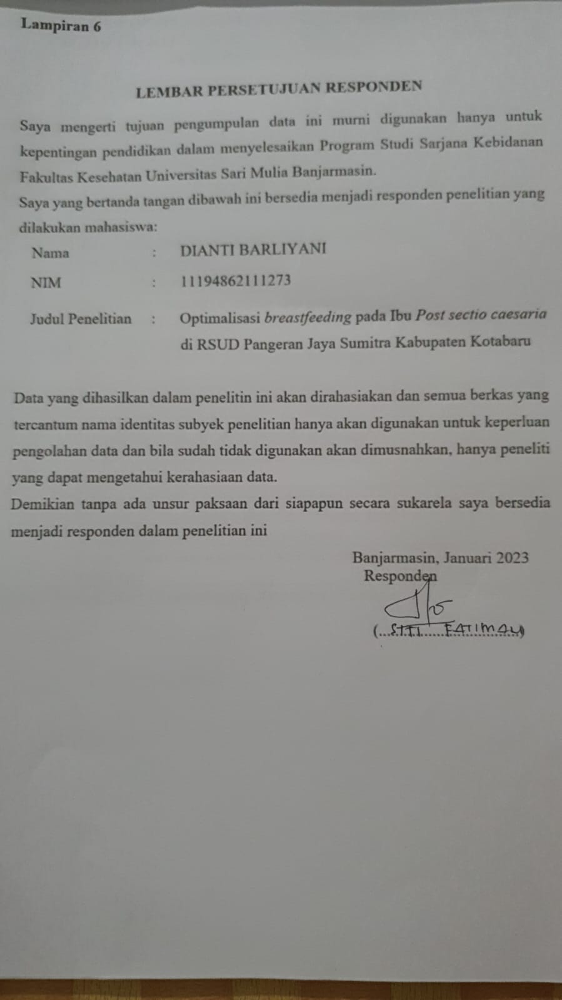 Lampiran 6
LEMBAR PERSETUJUAN RESPONDEN
Saya mengerti tujuan pengumpulan data ini murni digunakan hanya untuk
kepentingan pendidikan dalam menyelesaikan Program Studi Sarjana Kebidanan
Fakultas Kesehatan Universitas Sari Mulia Banjarmasin.
Saya yang bertanda tangan dibawah ini bersedia menjadi responden penelitian yang
dilakukan mahasiswa:
Nama : DIANTI BARLIYANI
NIM : 11194862111273
Judul Penelitian : Optimalisasi breastfeeding pada Ibu Post sectio caesaria
di RSUD Pangeran Jaya Sumitra Kabupaten Kotabaru
Data yang dihasilkan dalam penelitin ini akan dirahasiakan dan semua berkas yang
tercantum nama identitas subyek penelitian hanya akan digunakan untuk keperluan
pengolahan data dan bila sudah tidak digunakan akan dimusnahkan, hanya peneliti
yang dapat mengetahui kerahasiaan data.
Demikian tanpa ada unsur paksaan dari siapapun secara sukarela saya bersedia
menjadi responden dalam penelitian ini
Banjarmasin, Januari 2023
Responden
(...SITI......FATIMAH)